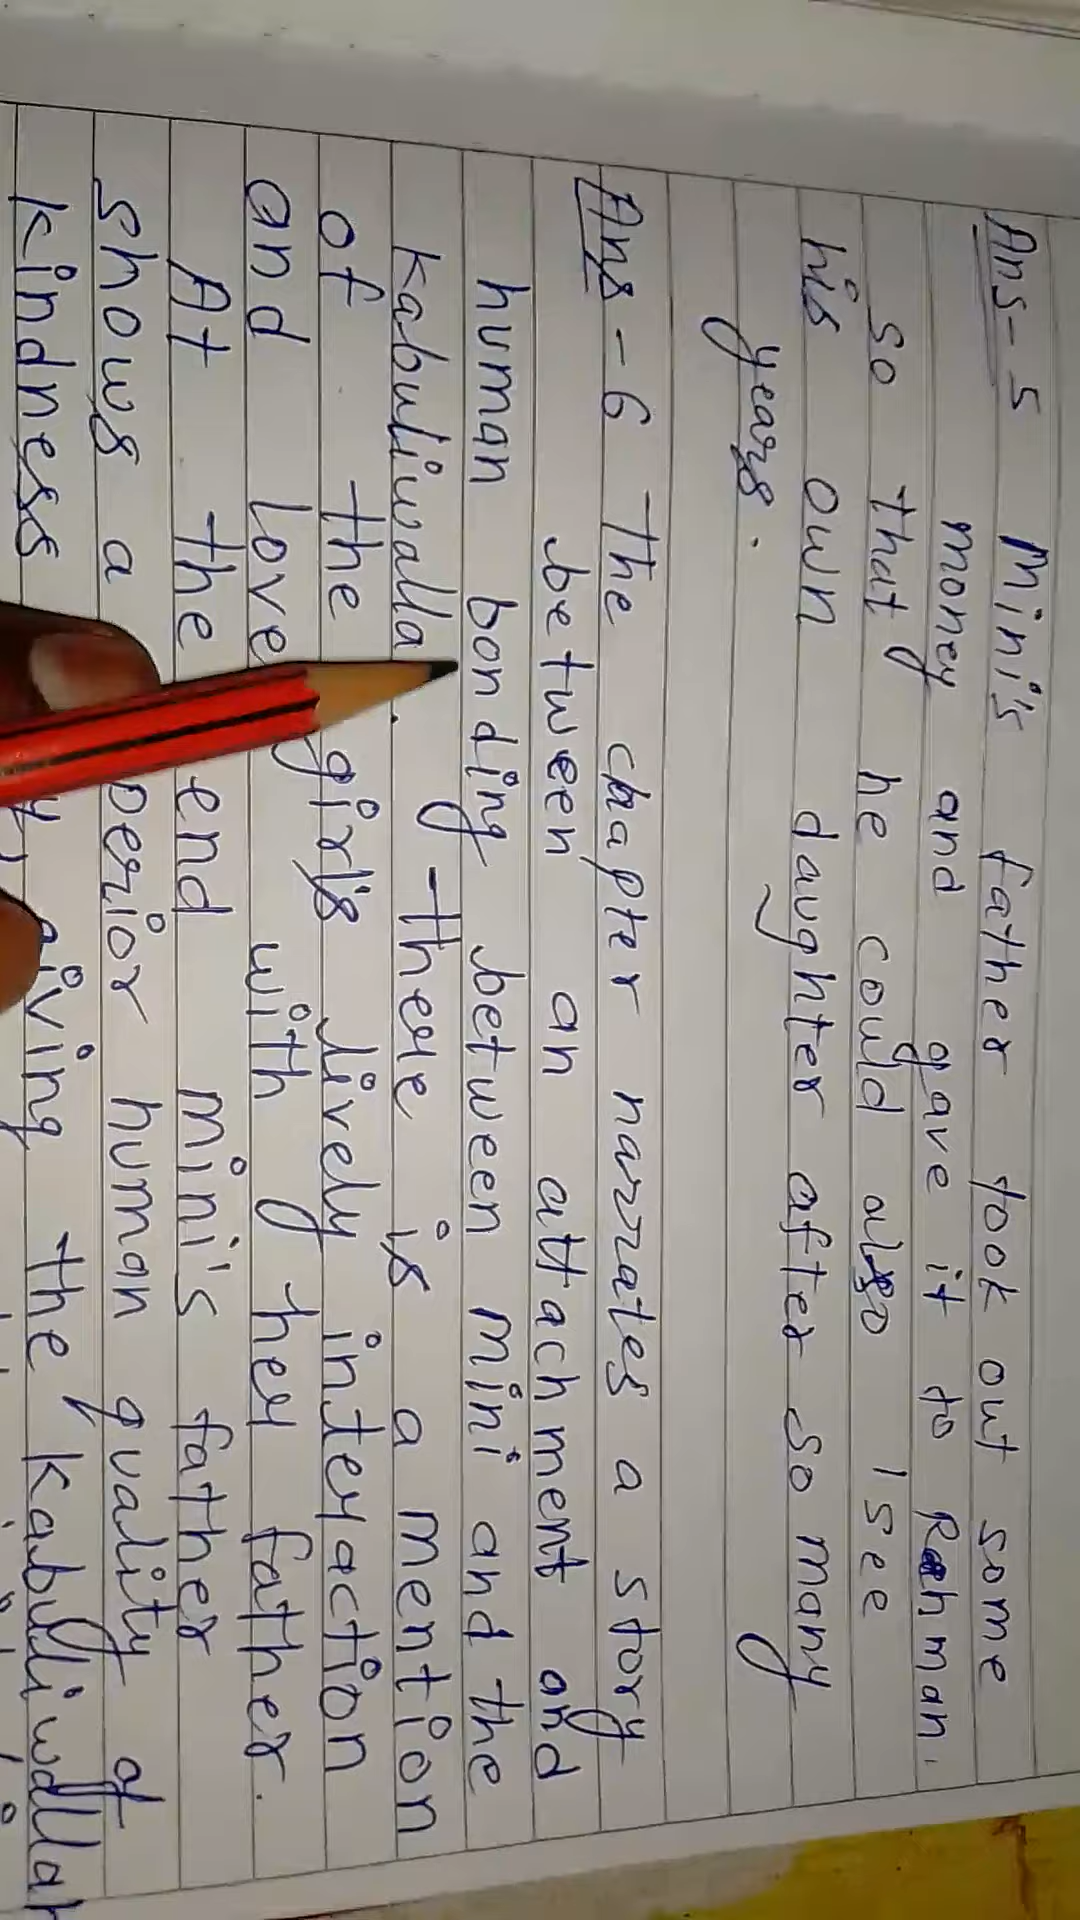 Ans-5 Mini's father took out some
money and gave it to Rehman.
so that he could also see
his own daughter after so many
years.
Ans-6 The chapter narrates a story
between an attachment and
human bonding between mini and the
kabuliwalla. There is a mention
of the girl's lively interaction
and love with her father.
At the end mini's father
shows a perior human quality of
kindness giving the kabuliwallah